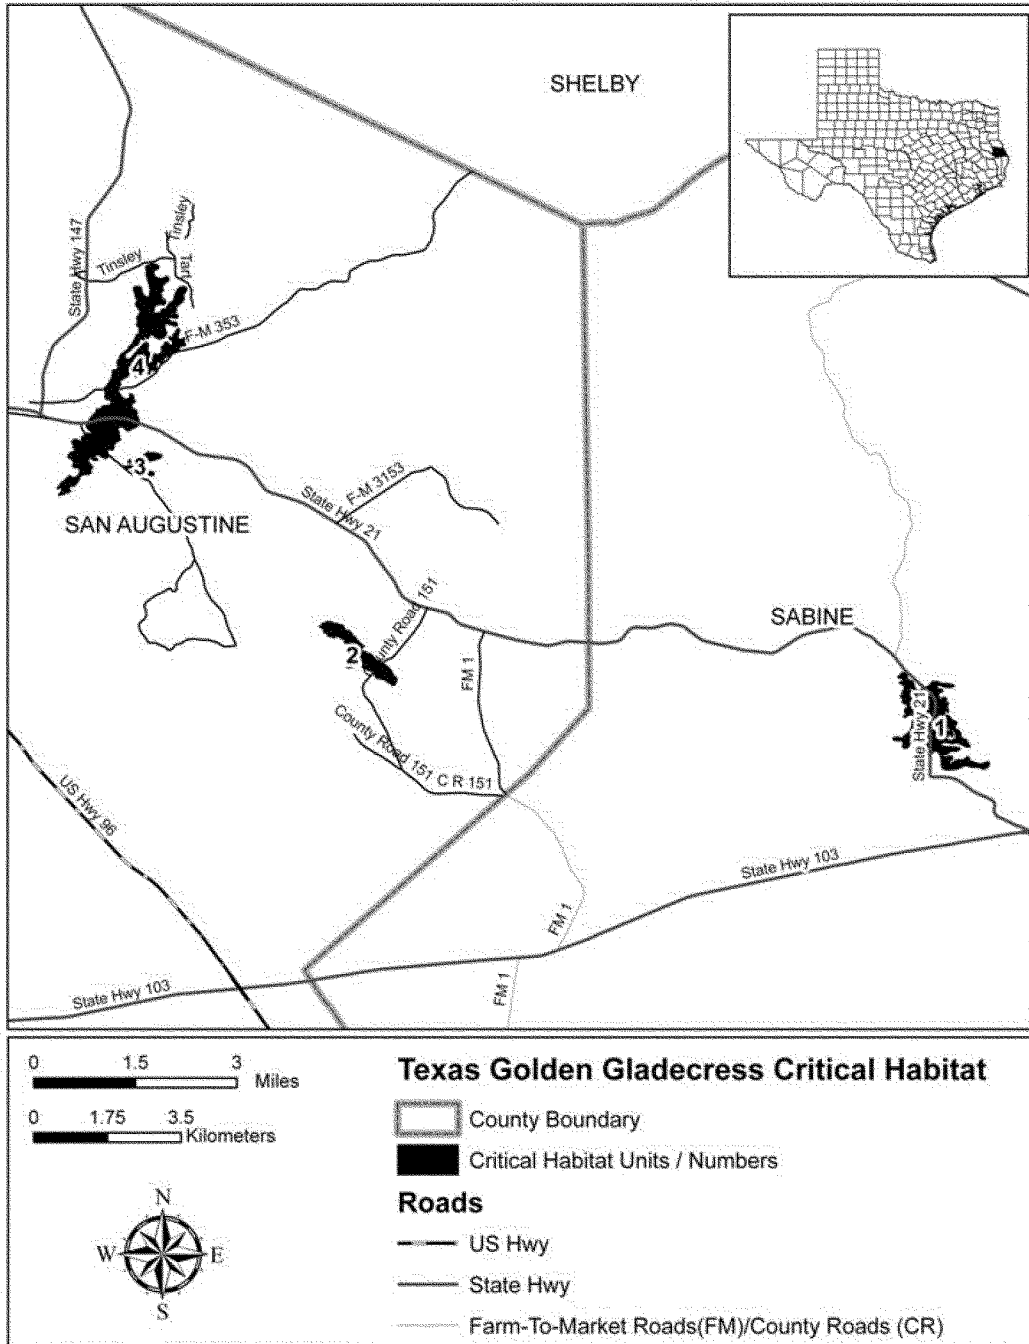 SHELBY
State Hwy 147
Tinsley
Tinsley
F-M 353
4
3
SAN AUGUSTINE
State Hwy 21
F-M 3153
County Road 151
2
FM 1
County Road 151
C R 151
SABINE
State Hwy 21
1
US Hwy 96
State Hwy 103
FM 1
FM 1
State Hwy 103
0 1.5 3
Miles
0 1.75 3.5
Kilometers
N
W E
S
Texas Golden Gladecress Critical Habitat
County Boundary
Critical Habitat Units / Numbers
Roads
US Hwy
State Hwy
Farm-To-Market Roads(FM)/County Roads (CR)